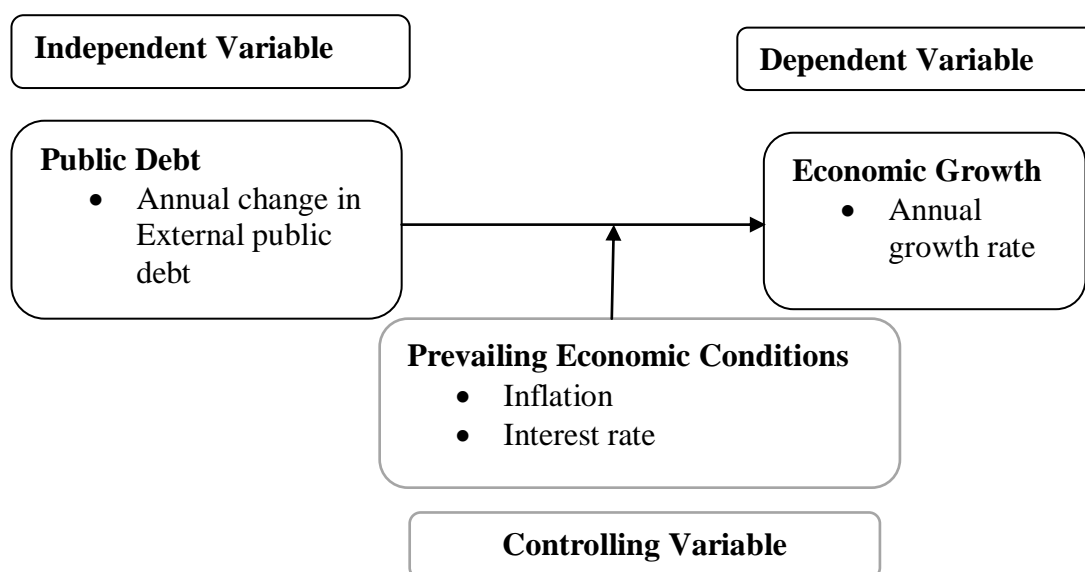 Independent Variable
Dependent Variable
Public Debt
• Annual change in
External public
debt
Economic Growth
• Annual
growth rate
Prevailing Economic Conditions
• Inflation
• Interest rate
Controlling Variable